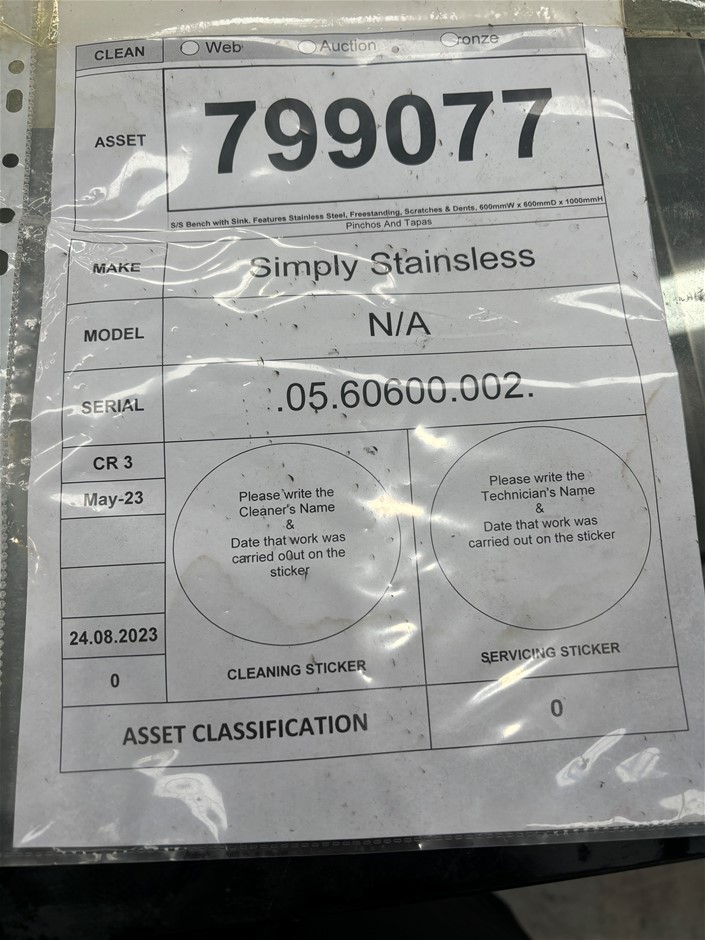 CLEAN Web Auction Bronze
ASSET 799077
S/S Bench with Sink. Features Stainless Steel, Freestanding, Scratches & Dents, 600mmW x 600mmD x 1000mmH
Pinchos And Tapas
MAKE Simply Stainsless
MODEL N/A
SERIAL .05.60600.002.
CR 3
May-23
24.08.2023
0
Please write the
Cleaner's Name
&
Date that work was
carried o0ut on the
sticker
CLEANING STICKER
Please write the
Technician's Name
&
Date that work was
carried out on the sticker
SERVICING STICKER
ASSET CLASSIFICATION 0